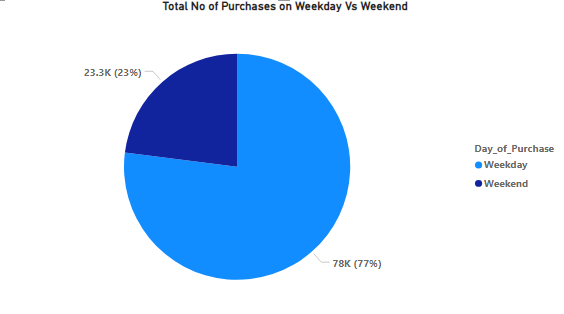 Total No of Purchases on Weekday Vs Weekend
23.3K (23%)
Day_of_Purchase
Weekday
Weekend
78K (77%)